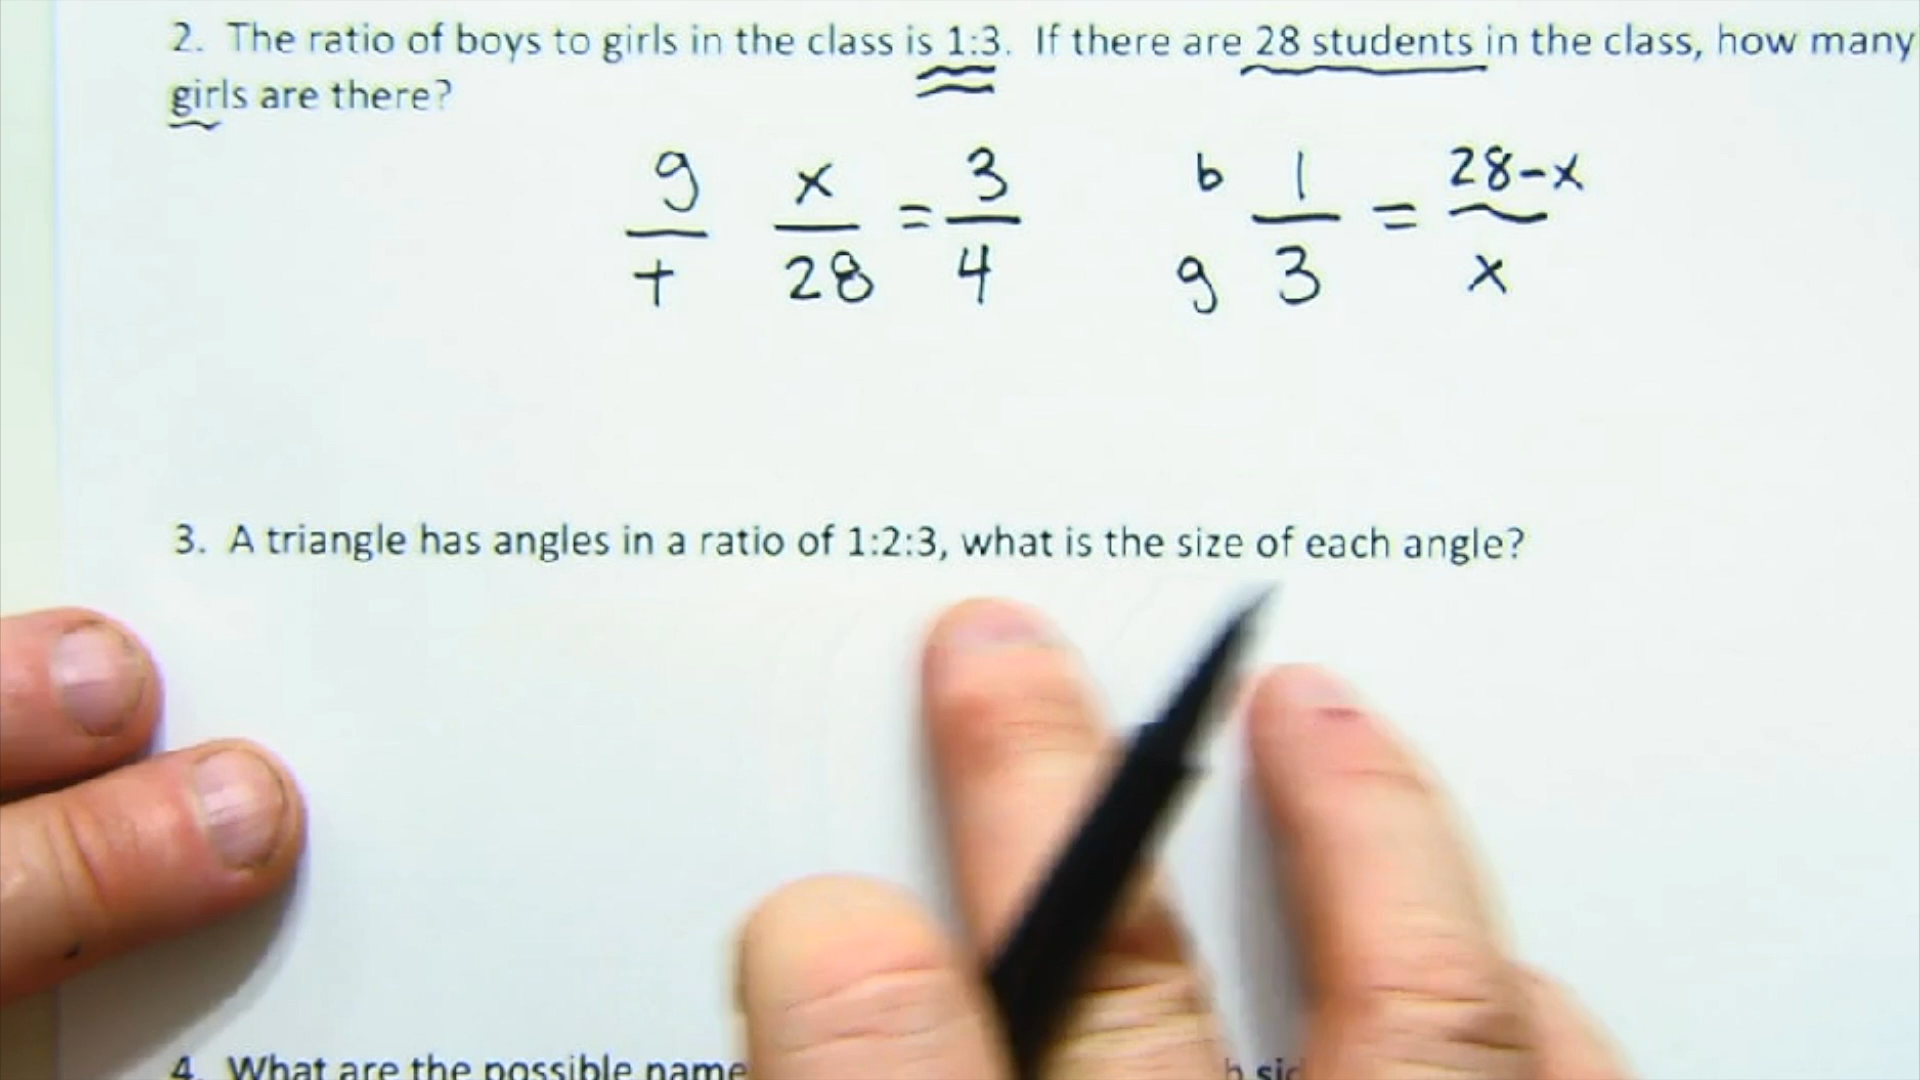 2. The ratio of boys to girls in the class is 1:3. If there are 28 students in the class, how many
girls are there?
g x = 3 b 1 = 28-x
t 28 4 g 3 x
3. A triangle has angles in a ratio of 1:2:3, what is the size of each angle?
4. What are the possible